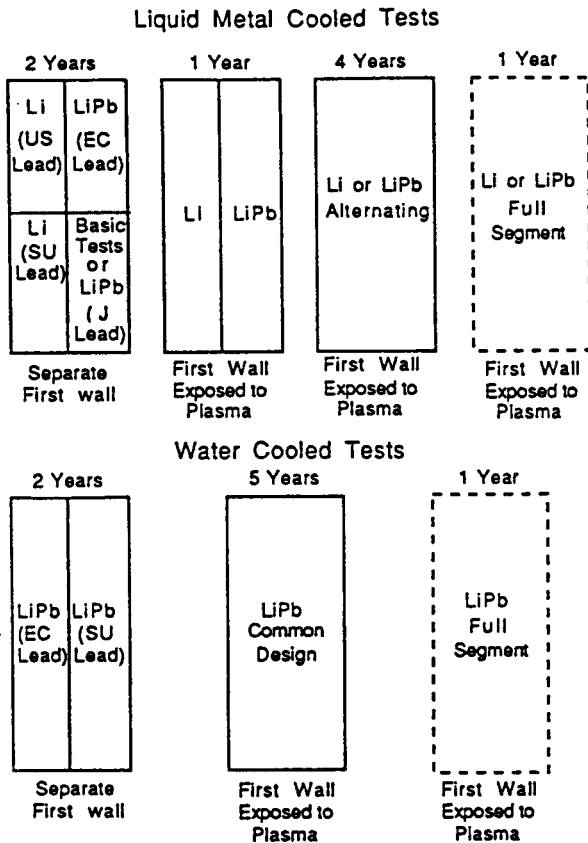 Liquid Metal Cooled Tests
2 Years
Li
(US
Lead)
LiPb
(EC
Lead)
Li
(SU
Lead)
Basic
Tests
or
LiPb
( J
Lead)
Separate
First wall
1 Year
LI
LiPb
First Wall
Exposed to
Plasma
4 Years
Li or LiPb
Alternating
First Wall
Exposed to
Plasma
1 Year
Li or LiPb
Full
Segment
First Wall
Exposed to
Plasma
Water Cooled Tests
2 Years
LiPb
(EC
Lead)
LiPb
(SU
Lead)
Separate
First wall
5 Years
LiPb
Common
Design
First Wall
Exposed to
Plasma
1 Year
LiPb
Full
Segment
First Wall
Exposed to
Plasma